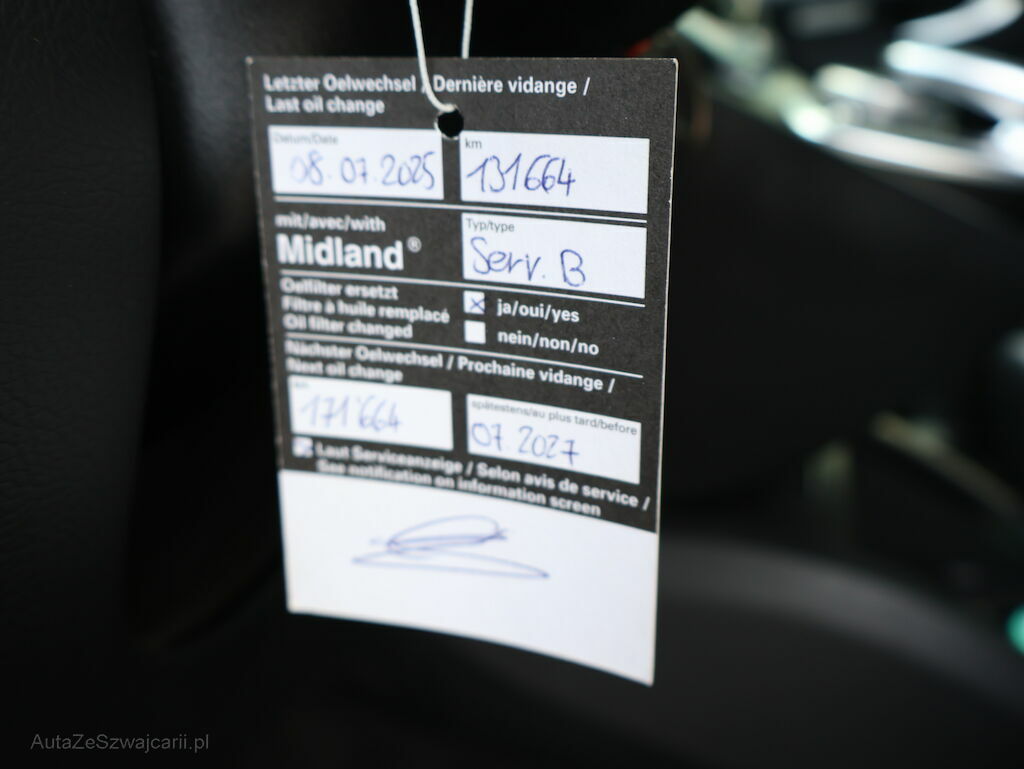 Letzter Oelwechsel / Dernière vidange /
Last oil change
Datum/Date
km
08.07.2025
131664
mit/avec/with
Midland®
Typ/type
Serv. B
Oelfilter ersetzt
Filtre à huile remplacé
Oil filter changed
ja/oui/yes
nein/non/no
Nächster Oelwechsel / Prochaine vidange /
Next oil change
km
spätestens/au plus tard/before
171'664
07.2027
Laut Serviceanzeige / Selon avis de service /
See notification on information screen
AutaZeSzwajcarii.pl